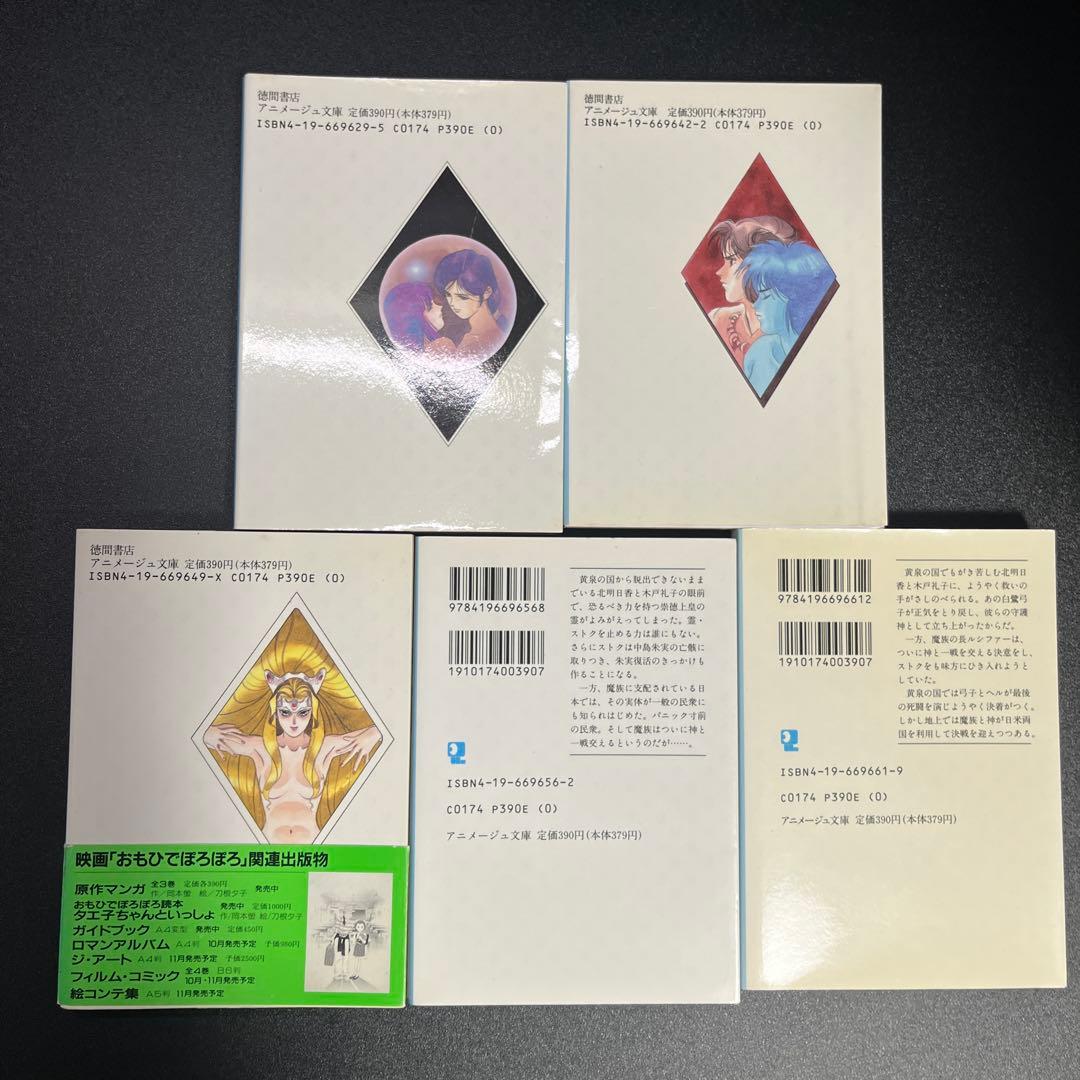 徳間書店
アニメージュ文庫 定価390円(本体379円)
ISBN4-19-669629-5 C0174 P390E (0)
徳間書店
アニメージュ文庫 定価390円(本体379円)
ISBN4-19-669642-2 C0174 P390E (0)
徳間書店
アニメージュ文庫 定価390円(本体379円)
ISBN4-19-669649-X C0174 P390E (0)
映画「おもひでぽろぽろ」関連出版物
原作マンガ 全3巻 定価各390円 発売中
作/岡本螢 絵/刀根夕子
おもひでぽろぽろ読本 発売中 定価1000円
タエ子ちゃんといっしょ 作/岡本螢 絵/刀根夕子
ガイドブック A4変型 発売中 定価450円
ロマンアルバム A4判 10月発売予定 予価980円
ジ・アート A4判 11月発売予定 予価2500円
フィルム・コミック 全4巻 B6判
10月・11月発売予定
絵コンテ集 A5判 11月発売予定
9784196696568
1910174003907
黄泉の国から脱出できないまま
でいる北明日香と木戸礼子の眼前
で、恐るべき力を持つ崇徳上皇の
霊がよみがえってしまった。霊・
ストクを止める力は誰にもない。
さらにストクは中島朱実の亡骸に
取りつき、朱実復活のきっかけも
作ることになる。
一方、魔族に支配されている日
本では、その実体が一般の民衆に
も知られはじめた。パニック寸前
の民衆。そして魔族はついに神と
一戦交えるというのだが……。
ISBN4-19-669656-2
C0174 P390E (0)
アニメージュ文庫 定価390円(本体379円)
9784196696612
1910174003907
黄泉の国でもがき苦しむ北明日
香と木戸礼子に、ようやく救いの
手がさしのべられる。あの白鷺弓
子が正気をとり戻し、彼らの守護
神として立ち上がったからだ。
一方、魔族の長ルシファーは、
ついに神と一戦を交える決意をし、
ストクをも味方にひき入れようと
していた。
黄泉の国では弓子とヘルが最後
の死闘を演じようやく決着がつく。
しかし地上では魔族と神が日米両
国を利用して決戦を迎えつつある。
ISBN4-19-669661-9
C0174 P390E (0)
アニメージュ文庫 定価390円(本体379円)